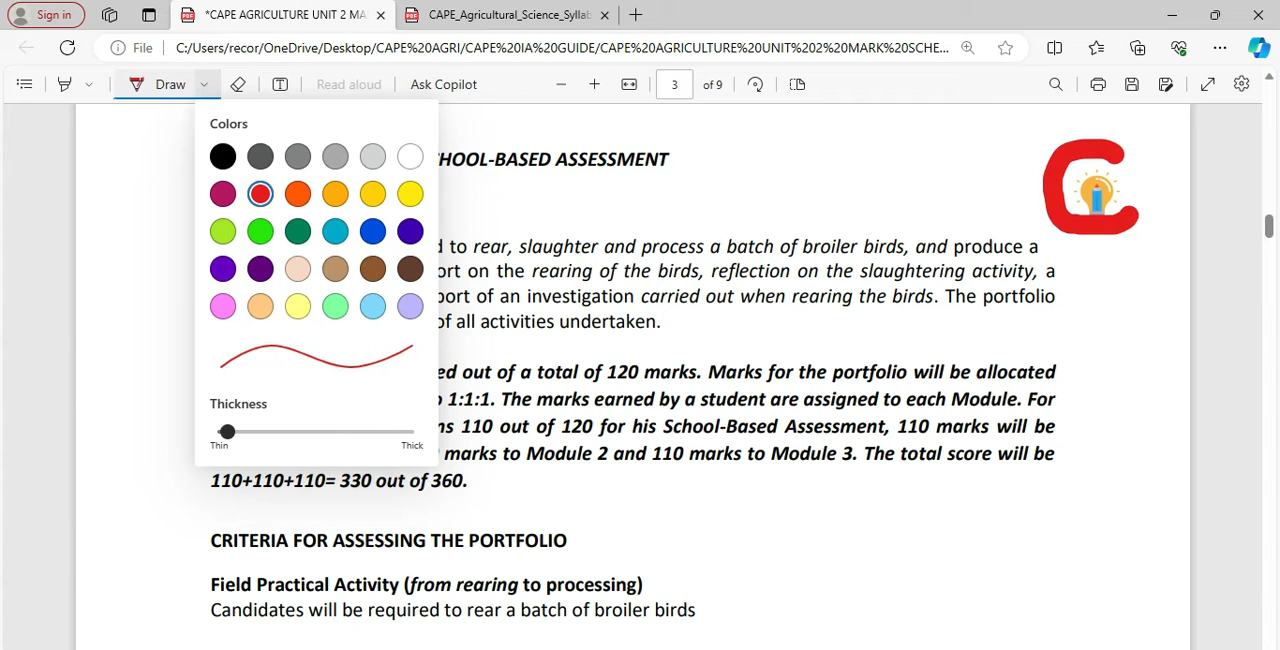 Sign in
*CAPE AGRICULTURE UNIT 2 MA
CAPE_Agricultural_Science_Syllab
File
C:/Users/recor/OneDrive/Desktop/CAPE%20AGRI/CAPE%20IA%20GUIDE/CAPE%20AGRICULTURE%20UNIT%202%20MARK%20SCHE...
Draw
Read aloud
Ask Copilot
3 of 9
Colors
Thickness
Thin
Thick
HOOL-BASED ASSESSMENT
d to rear, slaughter and process a batch of broiler birds, and produce a
ort on the rearing of the birds, reflection on the slaughtering activity, a
port of an investigation carried out when rearing the birds. The portfolio
of all activities undertaken.
ed out of a total of 120 marks. Marks for the portfolio will be allocated
1:1:1. The marks earned by a student are assigned to each Module. For
ns 110 out of 120 for his School-Based Assessment, 110 marks will be
marks to Module 2 and 110 marks to Module 3. The total score will be
110+110+110= 330 out of 360.
CRITERIA FOR ASSESSING THE PORTFOLIO
Field Practical Activity (from rearing to processing)
Candidates will be required to rear a batch of broiler birds